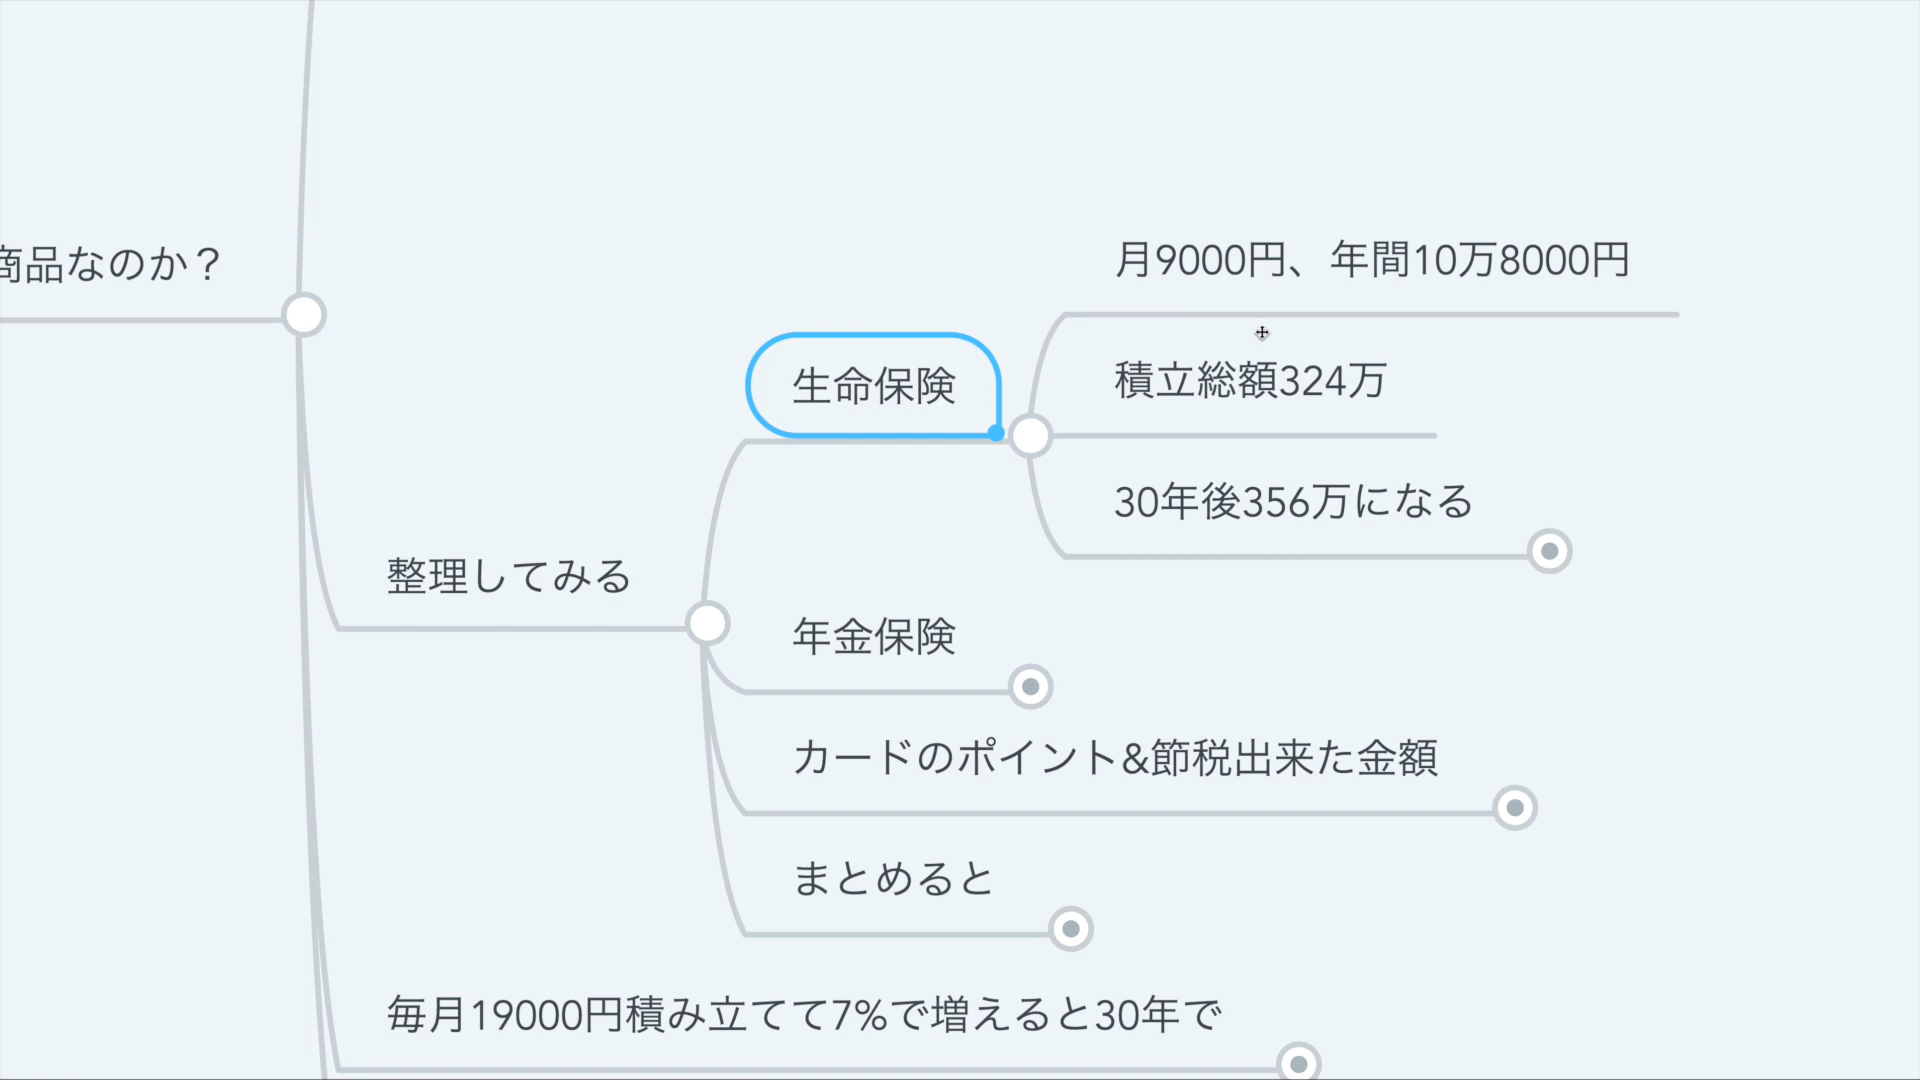 商品なのか？
月9000円、年間10万8000円
生命保険
積立総額324万
30年後356万になる
整理してみる
年金保険
カードのポイント&節税出来た金額
まとめると
毎月19000円積み立てて7%で増えると30年で